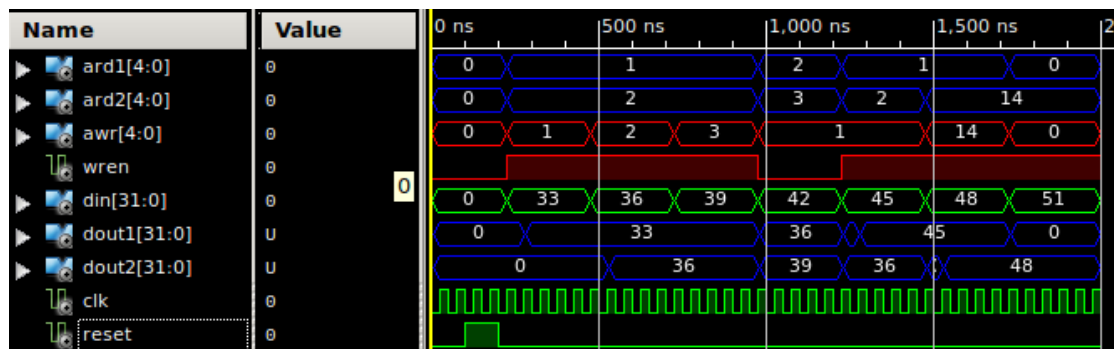 Name Value 0 ns 500 ns 1,000 ns 1,500 ns 2
ard1[4:0] 0 0 1 2 1 0
ard2[4:0] 0 0 2 3 2 14
awr[4:0] 0 0 1 2 3 1 14 0
wren 0
0
din[31:0] 0 0 33 36 39 42 45 48 51
dout1[31:0] U 0 33 36 45 0
dout2[31:0] U 0 36 39 36 48
clk 0
reset 0